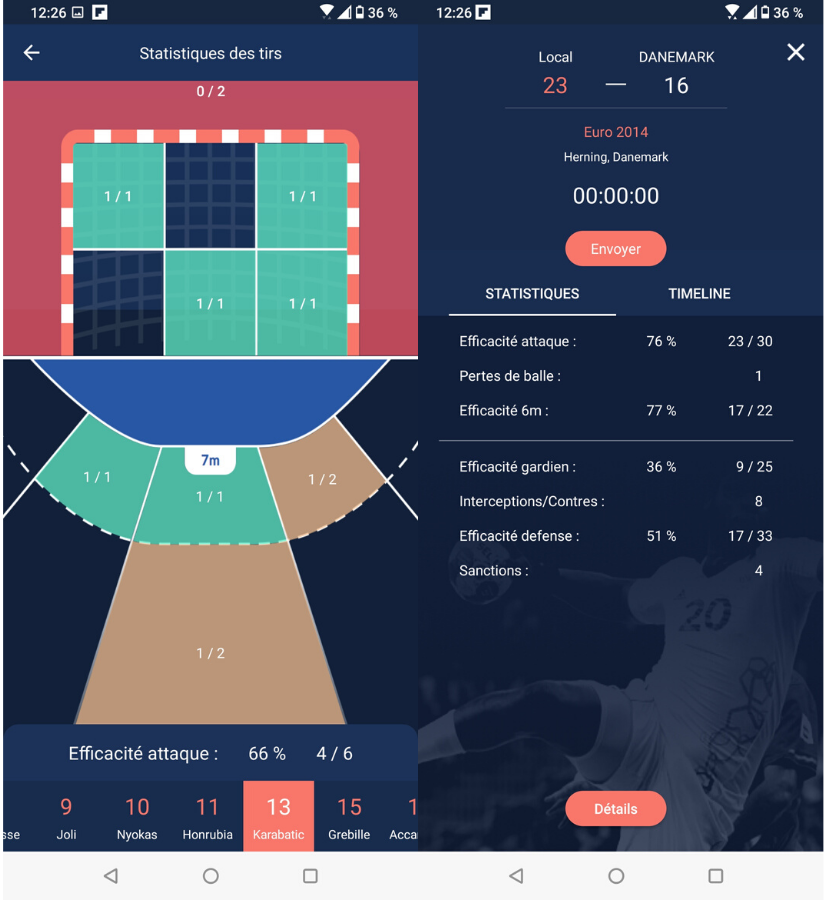 12:26 36 %
Statistiques des tirs
0 / 2
1 / 1 1 / 1
1 / 1 1 / 1
7m
1 / 1 1 / 1 1 / 2
1 / 2
Efficacité attaque : 66 % 4 / 6
9 10 11 13 15 1
sse Joli Nyokas Honrubia Karabatic Grebille Acca
12:26 36 %
Local DANEMARK
23 — 16
Euro 2014
Herning, Danemark
00:00:00
Envoyer
STATISTIQUES TIMELINE
Efficacité attaque : 76 % 23 / 30
Pertes de balle : 1
Efficacité 6m : 77 % 17 / 22
Efficacité gardien : 36 % 9 / 25
Interceptions/Contres : 8
Efficacité defense : 51 % 17 / 33
Sanctions : 4
20
Détails